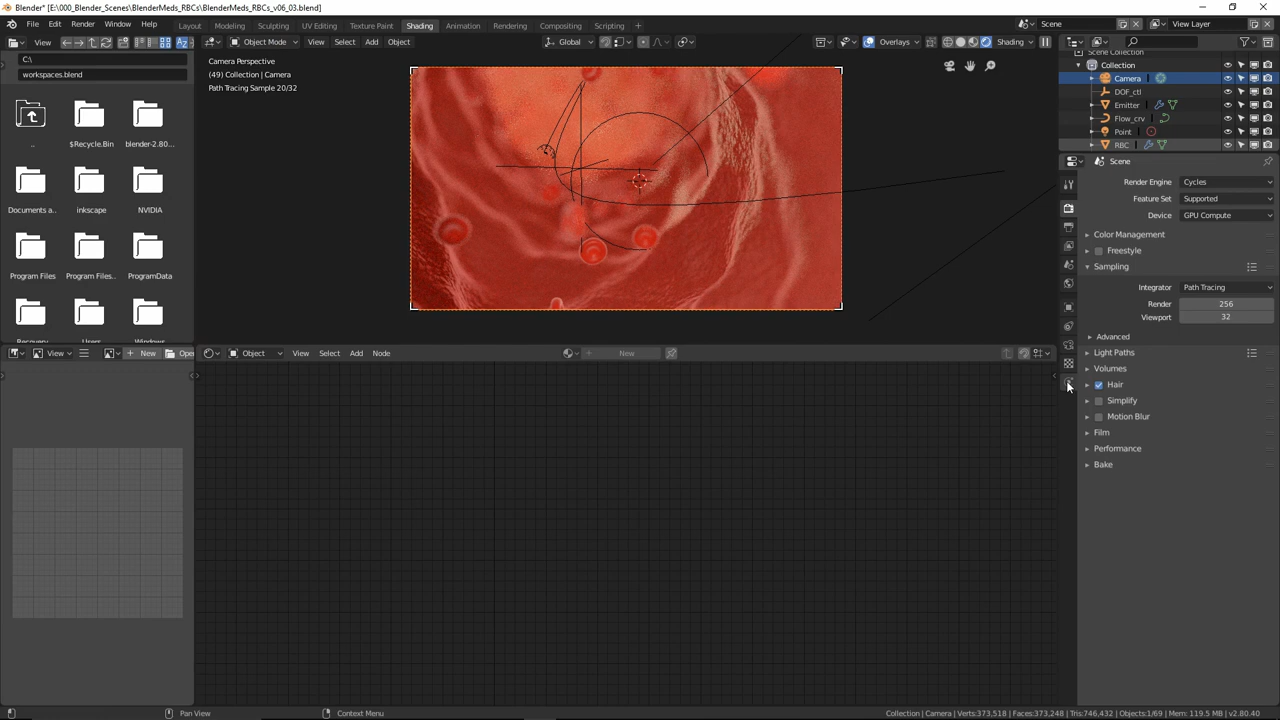 Blender* [E:\000_Blender_Scenes\BlenderMeds_RBCs\BlenderMeds_RBCs_v06_03.blend]
File Edit Render Window Help Layout Modeling Sculpting UV Editing Texture Paint Shading Animation Rendering Compositing Scripting + Scene View Layer
View Object Mode View Select Add Object Global Overlays Shading
C:\
workspaces.blend
.. $Recycle.Bin blender-2.80...
Documents a... inkscape NVIDIA
Program Files Program Files.. ProgramData
Recovery Users Windows
Camera Perspective
(49) Collection | Camera
Path Tracing Sample 20/32
Scene Collection
Collection
Camera
DOF_ctl
Emitter
Flow_crv
Point
RBC
Scene
Render Engine Cycles
Feature Set Supported
Device GPU Compute
Color Management
Freestyle
Sampling
Integrator Path Tracing
Render 256
Viewport 32
Advanced
Light Paths
Volumes
Hair
Simplify
Motion Blur
Film
Performance
Bake
View New Open
Object View Select Add Node New
Pan View Context Menu Collection | Camera | Verts:373,518 | Faces:373,248 | Tris:746,432 | Objects:1/69 | Mem: 119.5 MB | v2.80.40